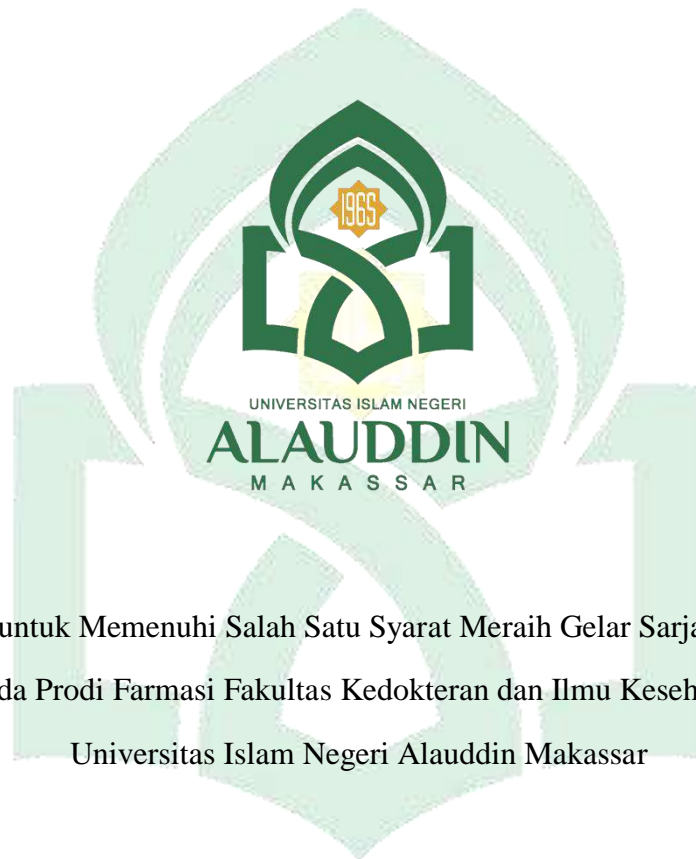 1965
UNIVERSITAS ISLAM NEGERI
ALAUDDIN
MAKASSAR
untuk Memenuhi Salah Satu Syarat Meraih Gelar Sarja
da Prodi Farmasi Fakultas Kedokteran dan Ilmu Keseh
Universitas Islam Negeri Alauddin Makassar